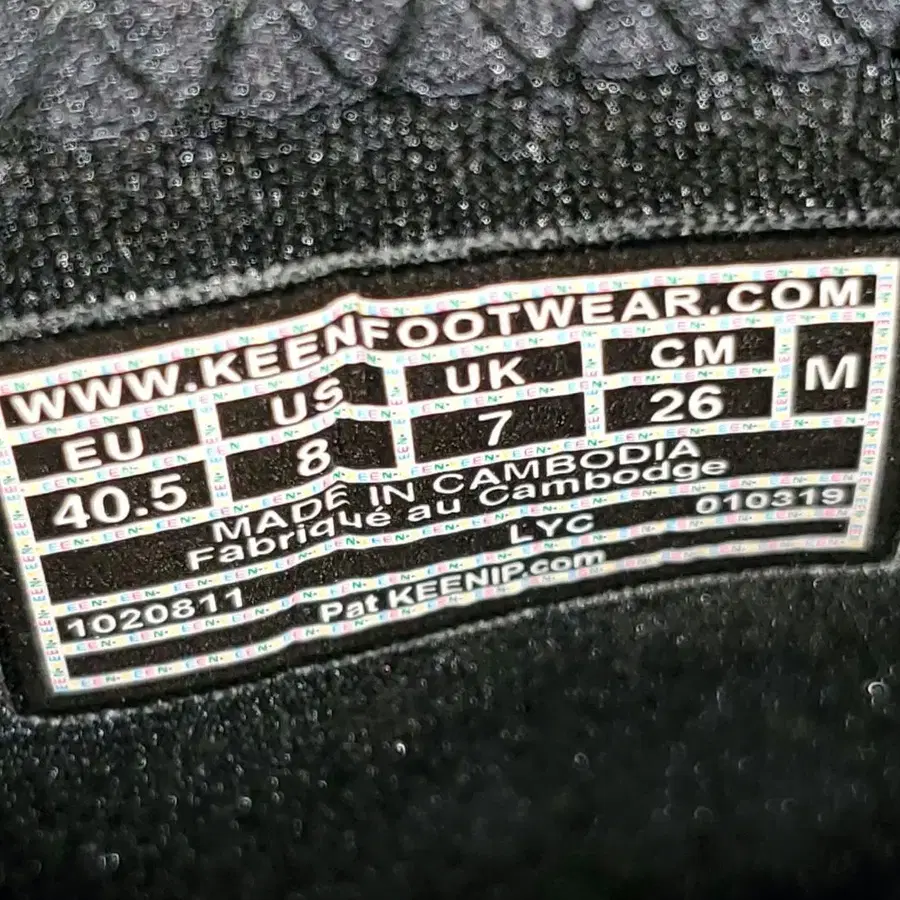 WWW.KEENFOOTWEAR.COM
EU US UK CM M
40.5 8 7 26
MADE IN CAMBODIA
Fabriqué au Cambodge
1020811 LYC 010319
Pat KEENIP.com